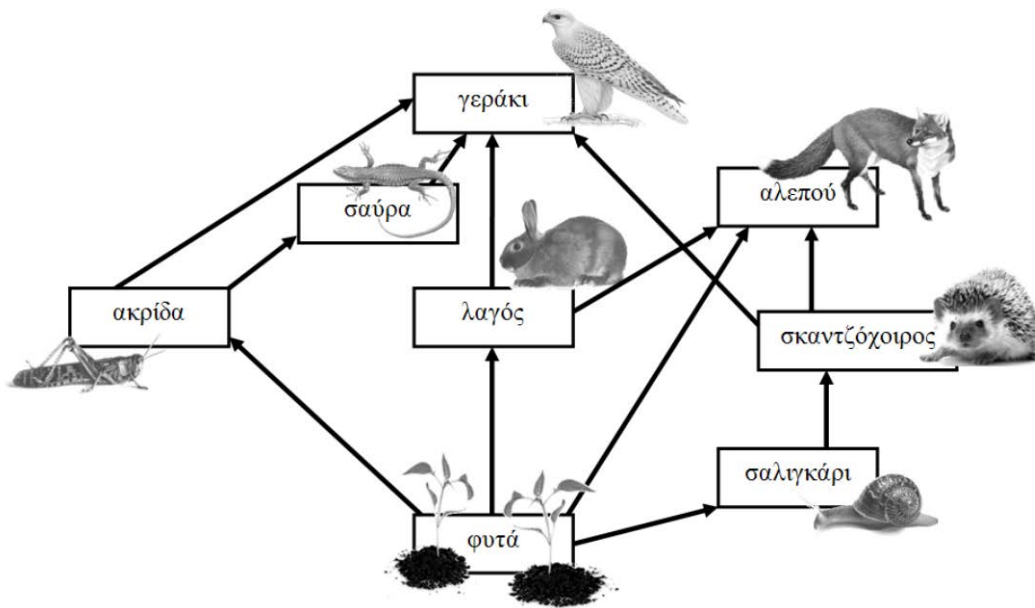 γεράκι
αλεπού
σαύρα
ακρίδα
λαγός
σκαντζόχοιρος
σαλιγκάρι
φυτά